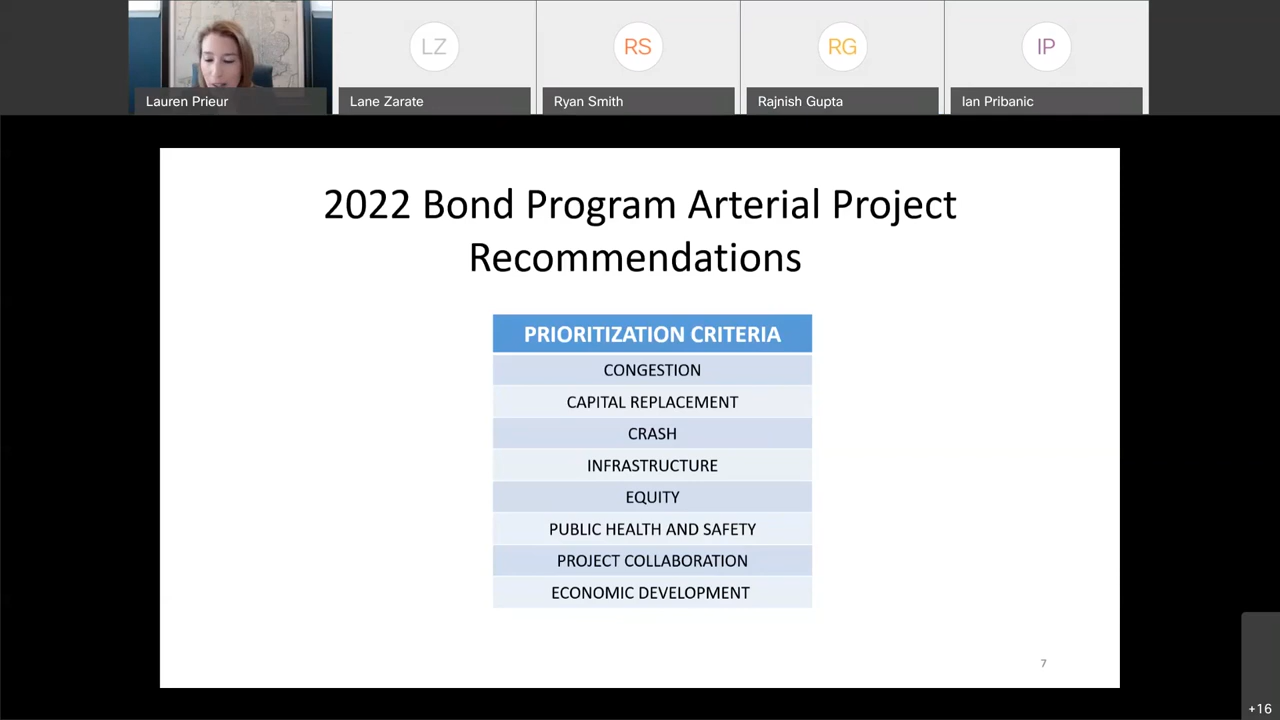 LZ
RS
RG
IP
Lauren Prieur
Lane Zarate
Ryan Smith
Rajnish Gupta
Ian Pribanic
2022 Bond Program Arterial Project
Recommendations
PRIORITIZATION CRITERIA
CONGESTION
CAPITAL REPLACEMENT
CRASH
INFRASTRUCTURE
EQUITY
PUBLIC HEALTH AND SAFETY
PROJECT COLLABORATION
ECONOMIC DEVELOPMENT
7
+16